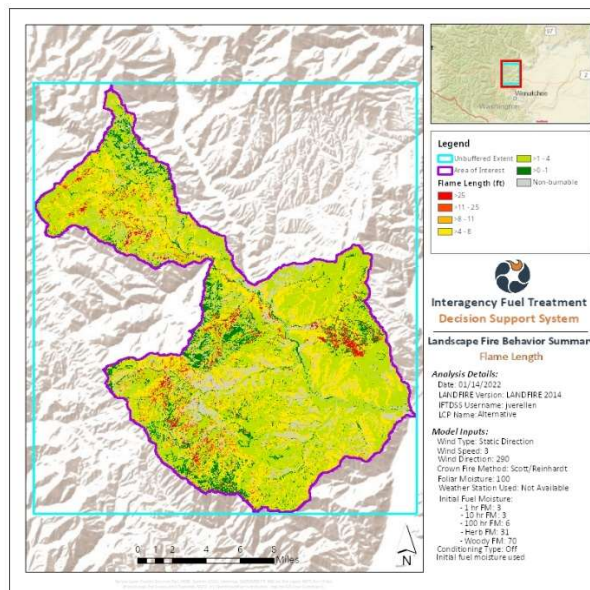 97
2
Wenatchee
Washington
Legend
Unbuffered Extent
Area of Interest
Flame Length (ft)
>25
>11 - 25
>8 - 11
>4 - 8
>1 - 4
>0 - 1
Non-burnable
Interagency Fuel Treatment
Decision Support System
Landscape Fire Behavior Summary
Flame Length
Analysis Details:
Date: 01/14/2022
LANDFIRE Version: LANDFIRE 2014
IFTDSS Username: jverellen
LCP Name: Alternative
Model Inputs:
Wind Type: Static Direction
Wind Speed: 3
Wind Direction: 290
Crown Fire Method: Scott/Reinhardt
Foliar Moisture: 100
Weather Station Used: Not Available
Initial Fuel Moisture:
- 1 hr FM: 3
- 10 hr FM: 3
- 100 hr FM: 6
- Herb FM: 31
- Woody FM: 70
Conditioning Type: Off
Initial fuel moisture used
0 1 2 4 6 8
Miles
N